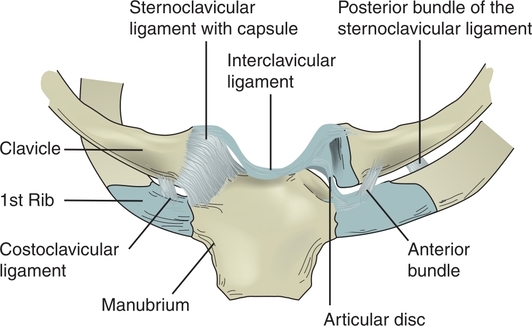 Sternoclavicular
ligament with capsule
Posterior bundle of the
sternoclavicular ligament
Interclavicular
ligament
Clavicle
1st Rib
Costoclavicular
ligament
Anterior
bundle
Manubrium
Articular disc